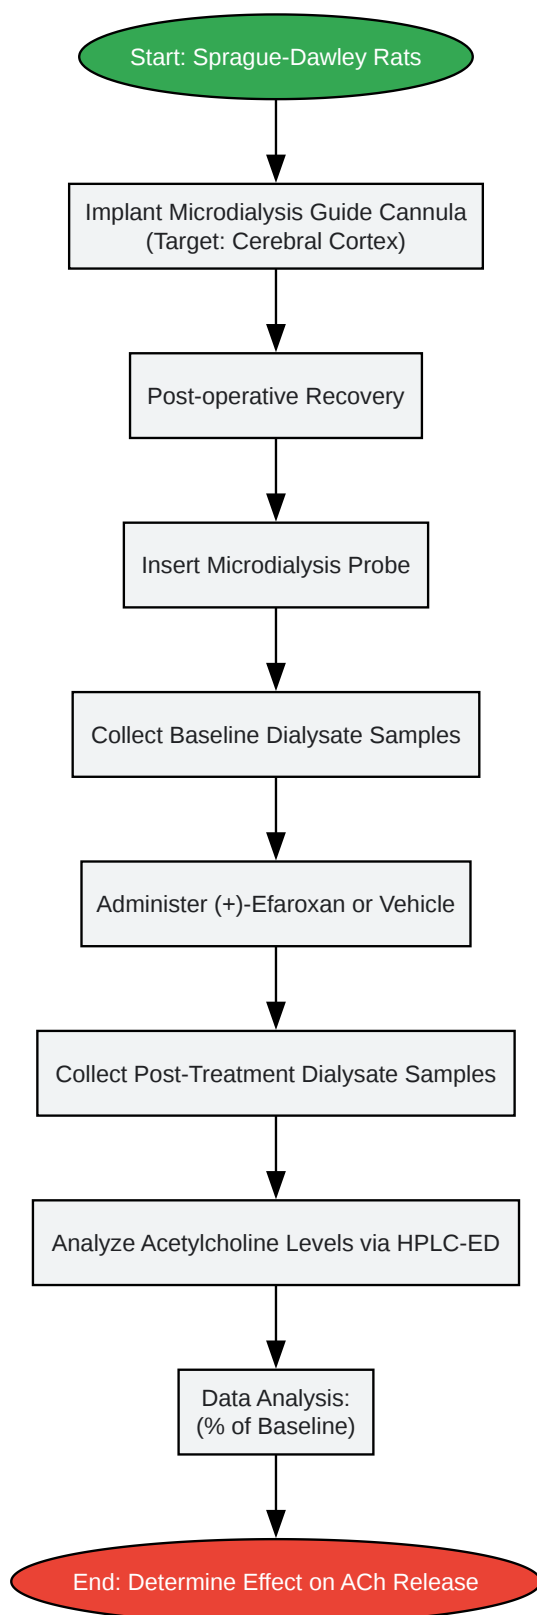 Start: Sprague-Dawley Rats
Implant Microdialysis Guide Cannula
(Target: Cerebral Cortex)
Post-operative Recovery
Insert Microdialysis Probe
Collect Baseline Dialysate Samples
Administer (+)-Efaroxan or Vehicle
Collect Post-Treatment Dialysate Samples
Analyze Acetylcholine Levels via HPLC-ED
Data Analysis:
(% of Baseline)
End: Determine Effect on ACh Release